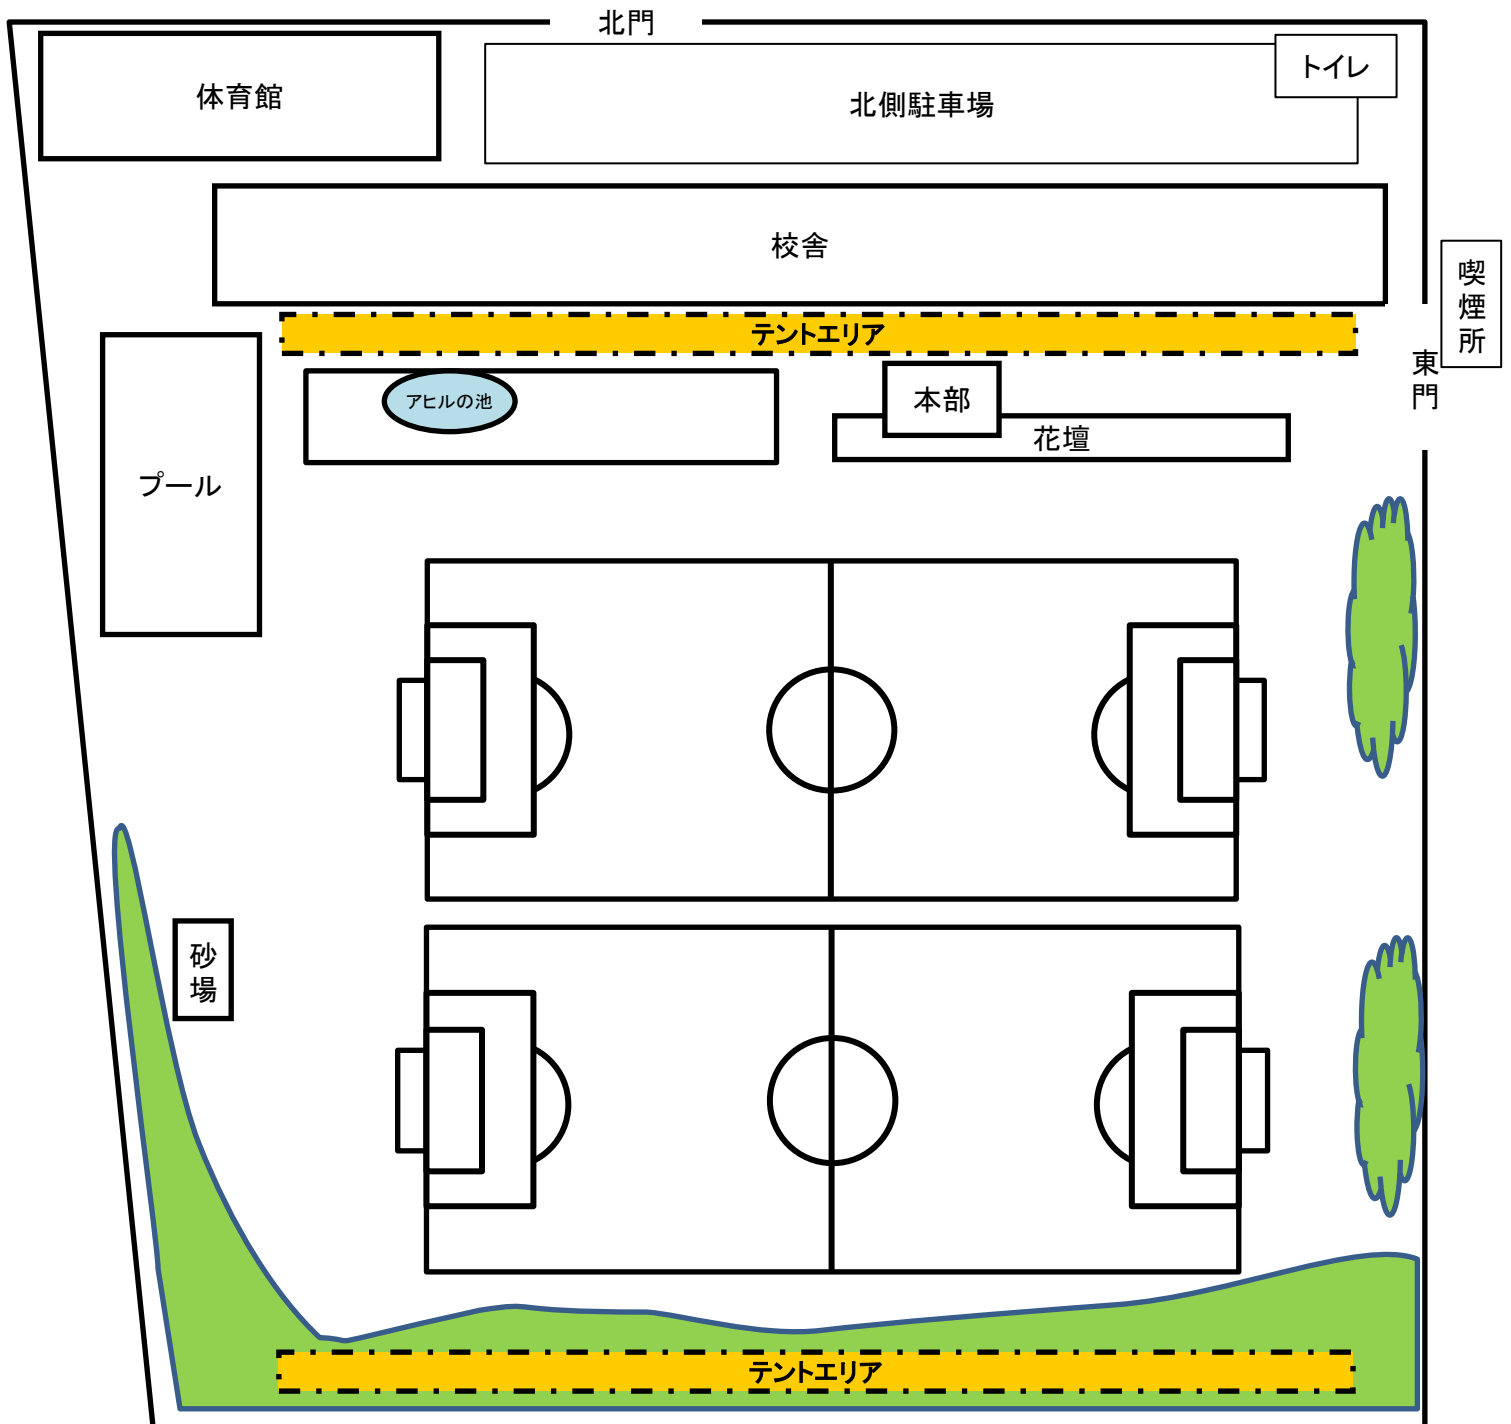 北門
体育館
北側駐車場
トイレ
校舎
喫煙所
テントエリア
東門
アヒルの池
本部
花壇
プール
砂場
テントエリア